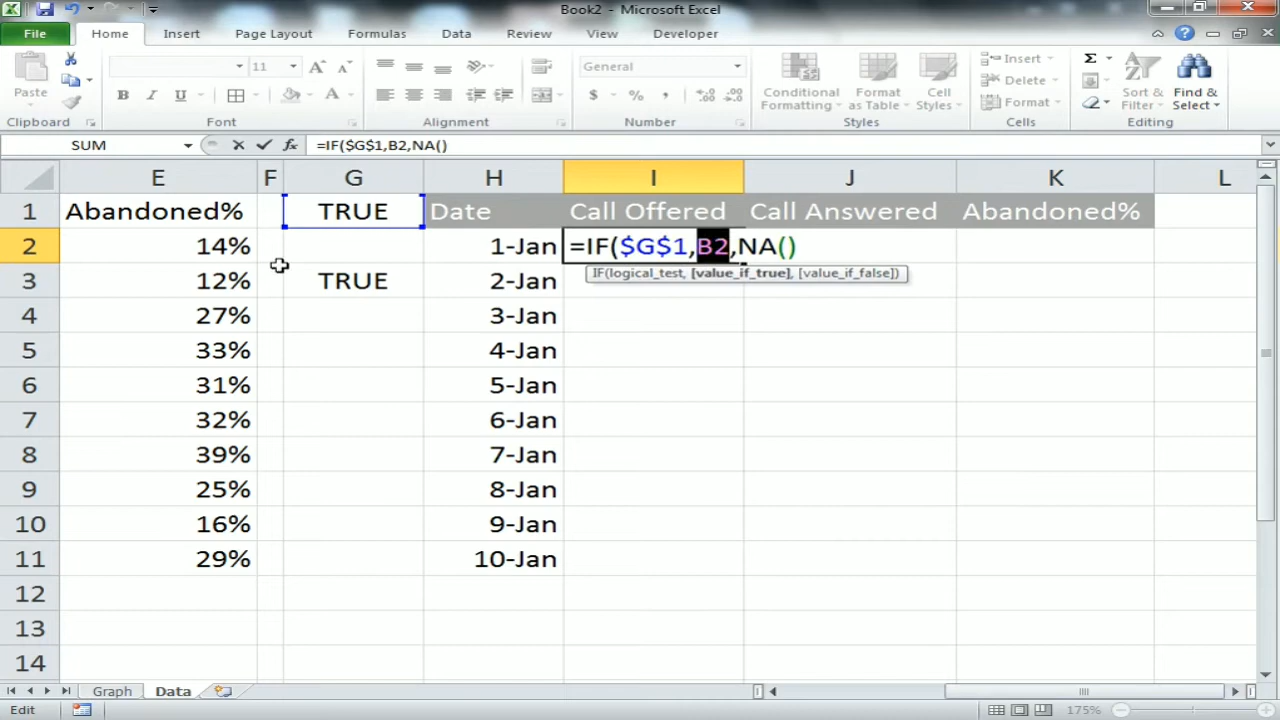 Book2 - Microsoft Excel
File Home Insert Page Layout Formulas Data Review View Developer
Paste
11
General
Conditional Formatting
Format as Table
Cell Styles
Insert
Delete
Format
Sort & Filter
Find & Select
Clipboard Font Alignment Number Styles Cells Editing
SUM =IF($G$1,B2,NA()
E F G H I J K L
1 Abandoned% TRUE Date Call Offered Call Answered Abandoned%
2 14% 1-Jan =IF($G$1,B2,NA()
IF(logical_test, [value_if_true], [value_if_false])
3 12% TRUE 2-Jan
4 27% 3-Jan
5 33% 4-Jan
6 31% 5-Jan
7 32% 6-Jan
8 39% 7-Jan
9 25% 8-Jan
10 16% 9-Jan
11 29% 10-Jan
12
13
14
Graph Data
Edit 175%